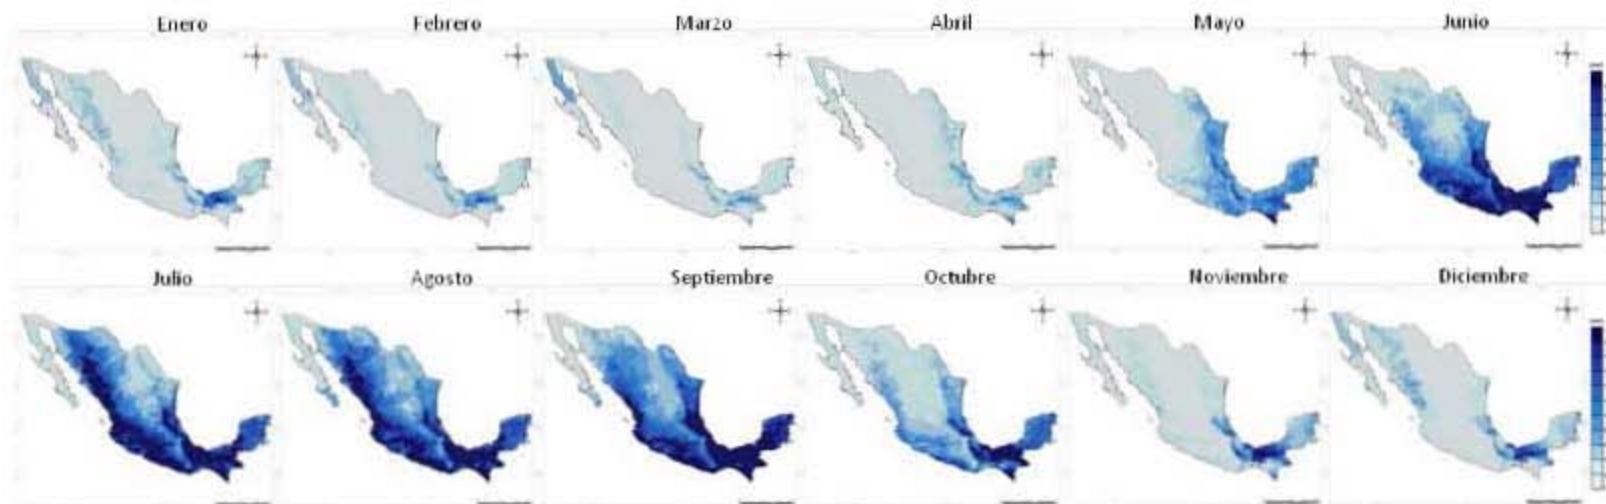 Enero Febrero Marzo Abril Mayo Junio
Julio Agosto Septiembre Octubre Noviembre Diciembre